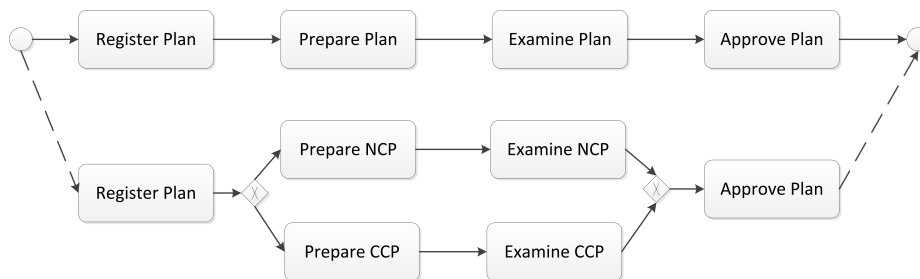 Register Plan
Prepare Plan
Examine Plan
Approve Plan
Prepare NCP
Examine NCP
Register Plan
X
X
Approve Plan
Prepare CCP
Examine CCP